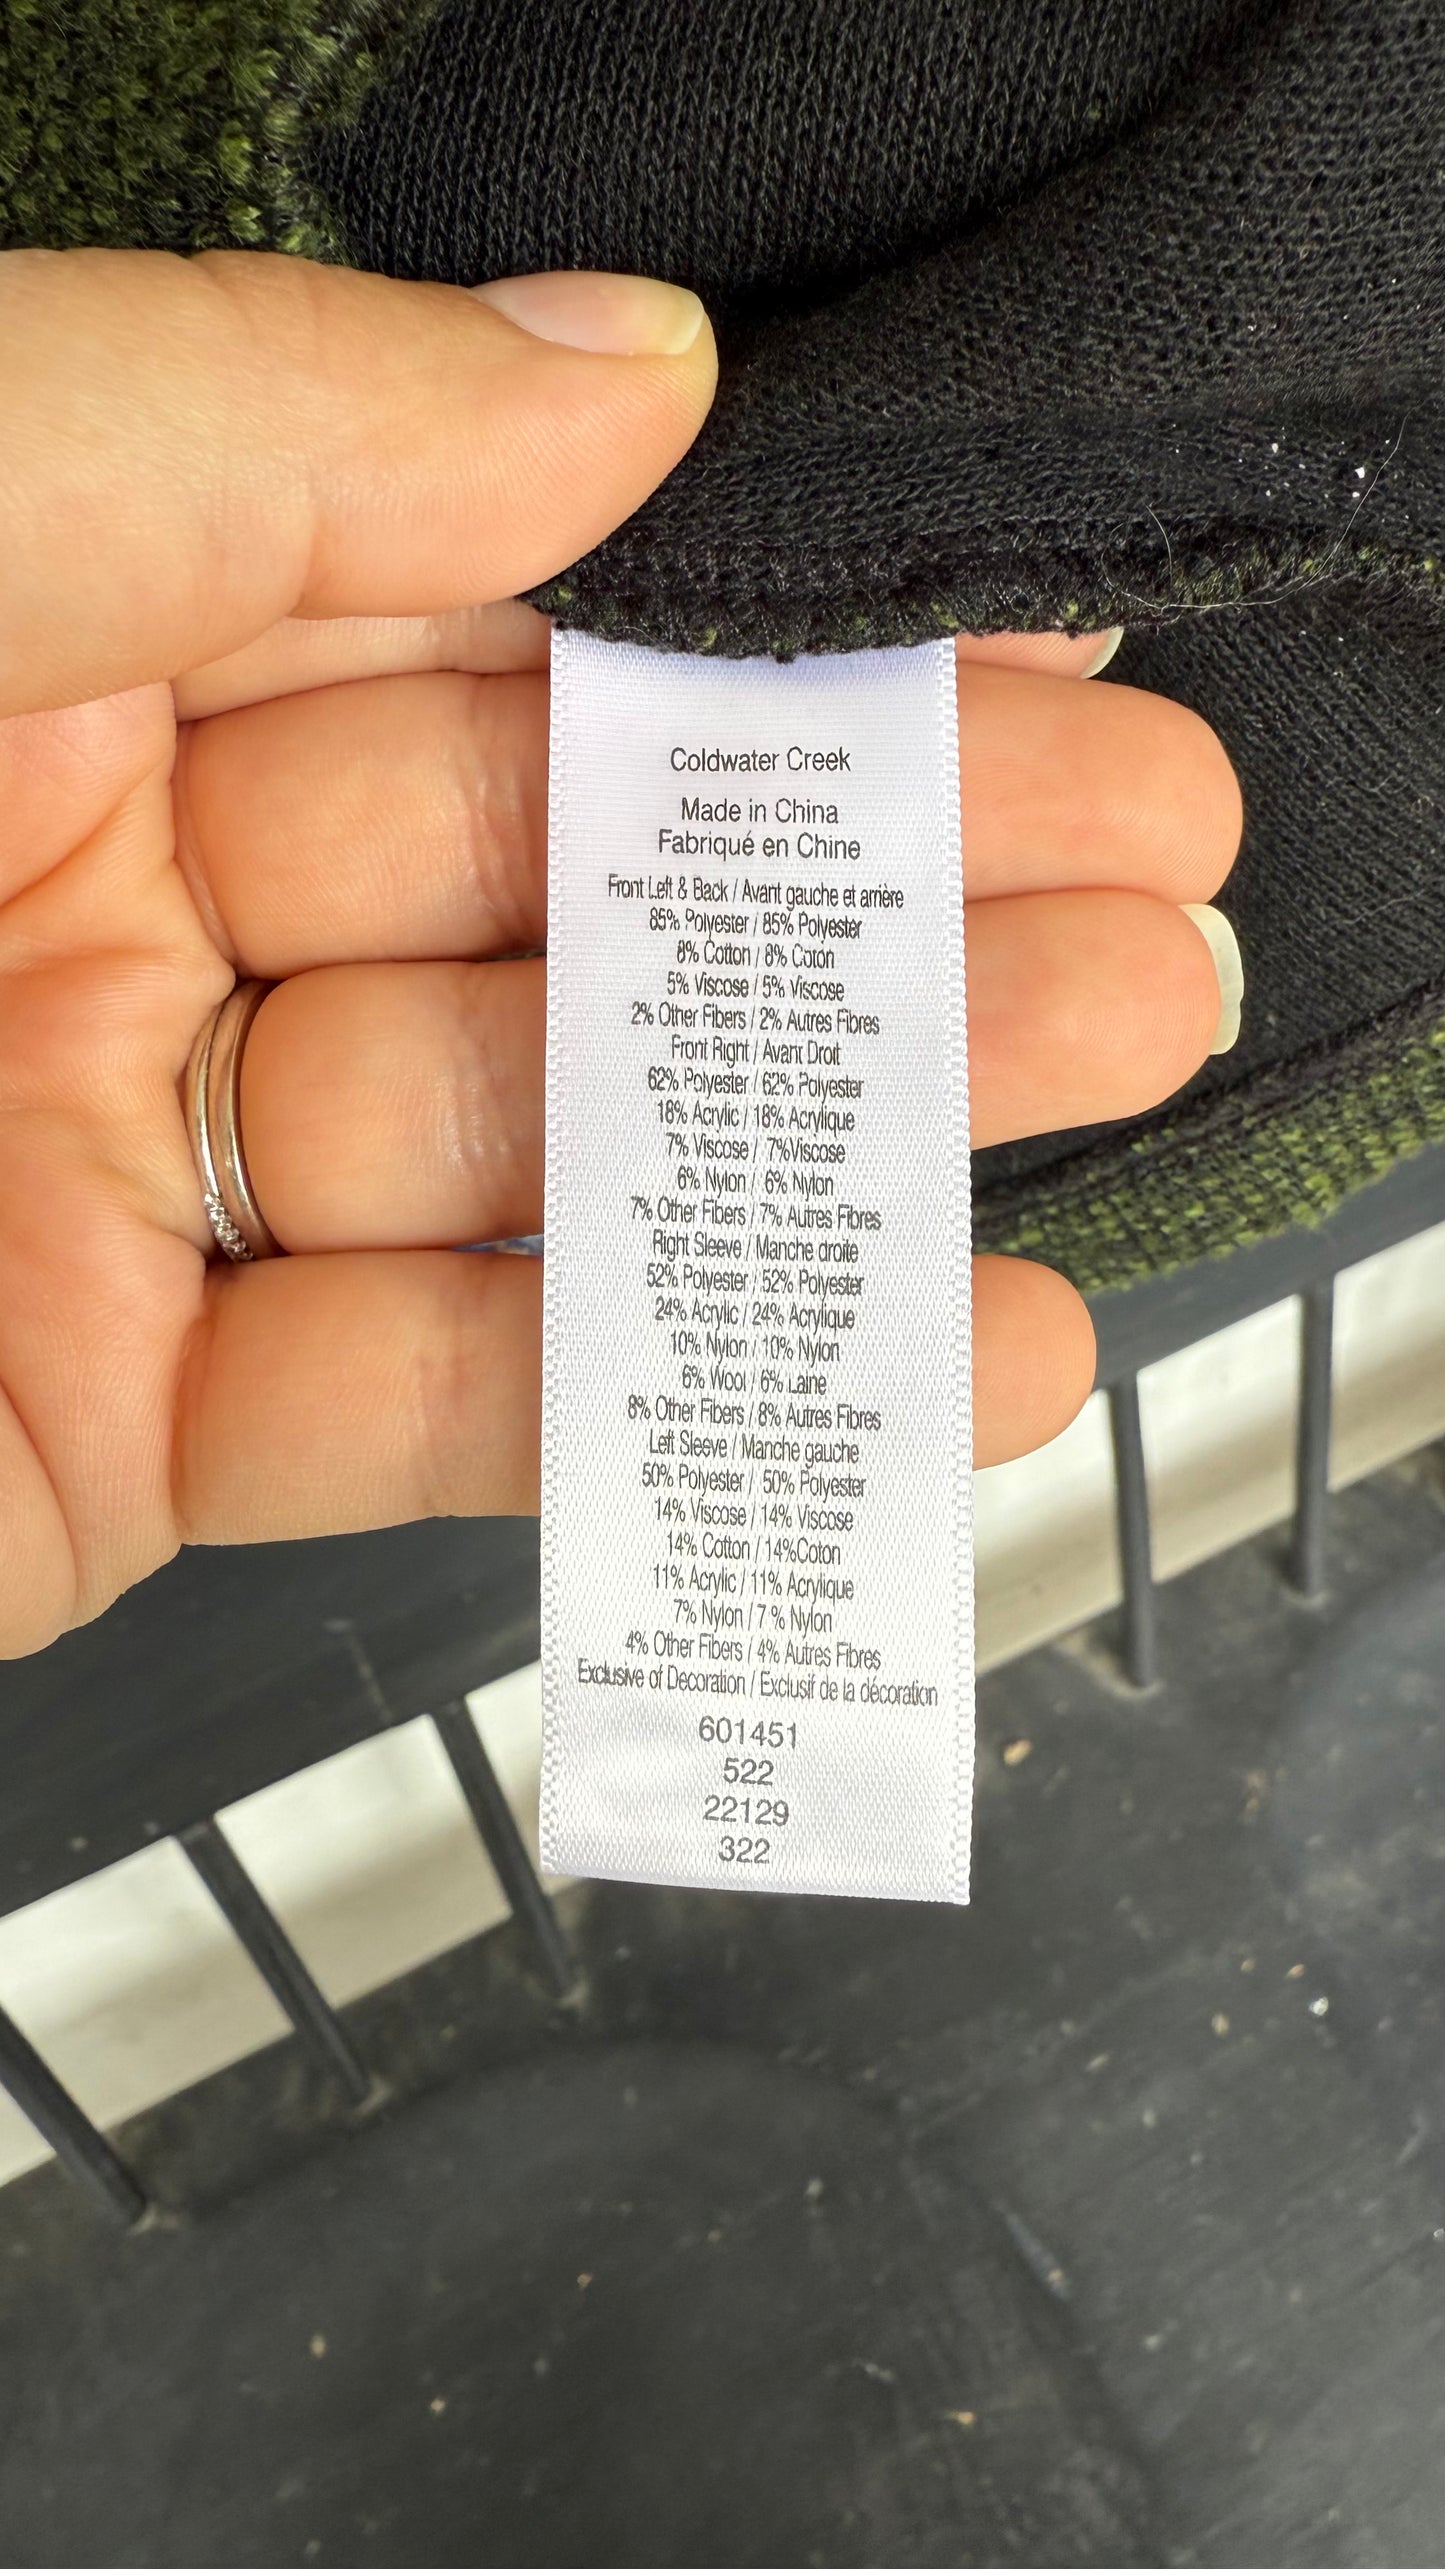 Coldwater Creek
Made in China
Fabriqué en Chine
Front Left & Back / Avant gauche et arrière
85% Polyester / 85% Polyester
8% Cotton / 8% Coton
5% Viscose / 5% Viscose
2% Other Fibers / 2% Autres Fibres
Front Right / Avant Droit
62% Polyester / 62% Polyester
18% Acrylic / 18% Acrylique
7% Viscose / 7%Viscose
6% Nylon / 6% Nylon
7% Other Fibers / 7% Autres Fibres
Right Sleeve / Manche droite
52% Polyester / 52% Polyester
24% Acrylic / 24% Acrylique
10% Nylon / 10% Nylon
6% Wool / 6% Laine
8% Other Fibers / 8% Autres Fibres
Left Sleeve / Manche gauche
50% Polyester / 50% Polyester
14% Viscose / 14% Viscose
14% Cotton / 14%Coton
11% Acrylic / 11% Acrylique
7% Nylon / 7 % Nylon
4% Other Fibers / 4% Autres Fibres
Exclusive of Decoration / Exclusif de la décoration
601451
522
22129
322